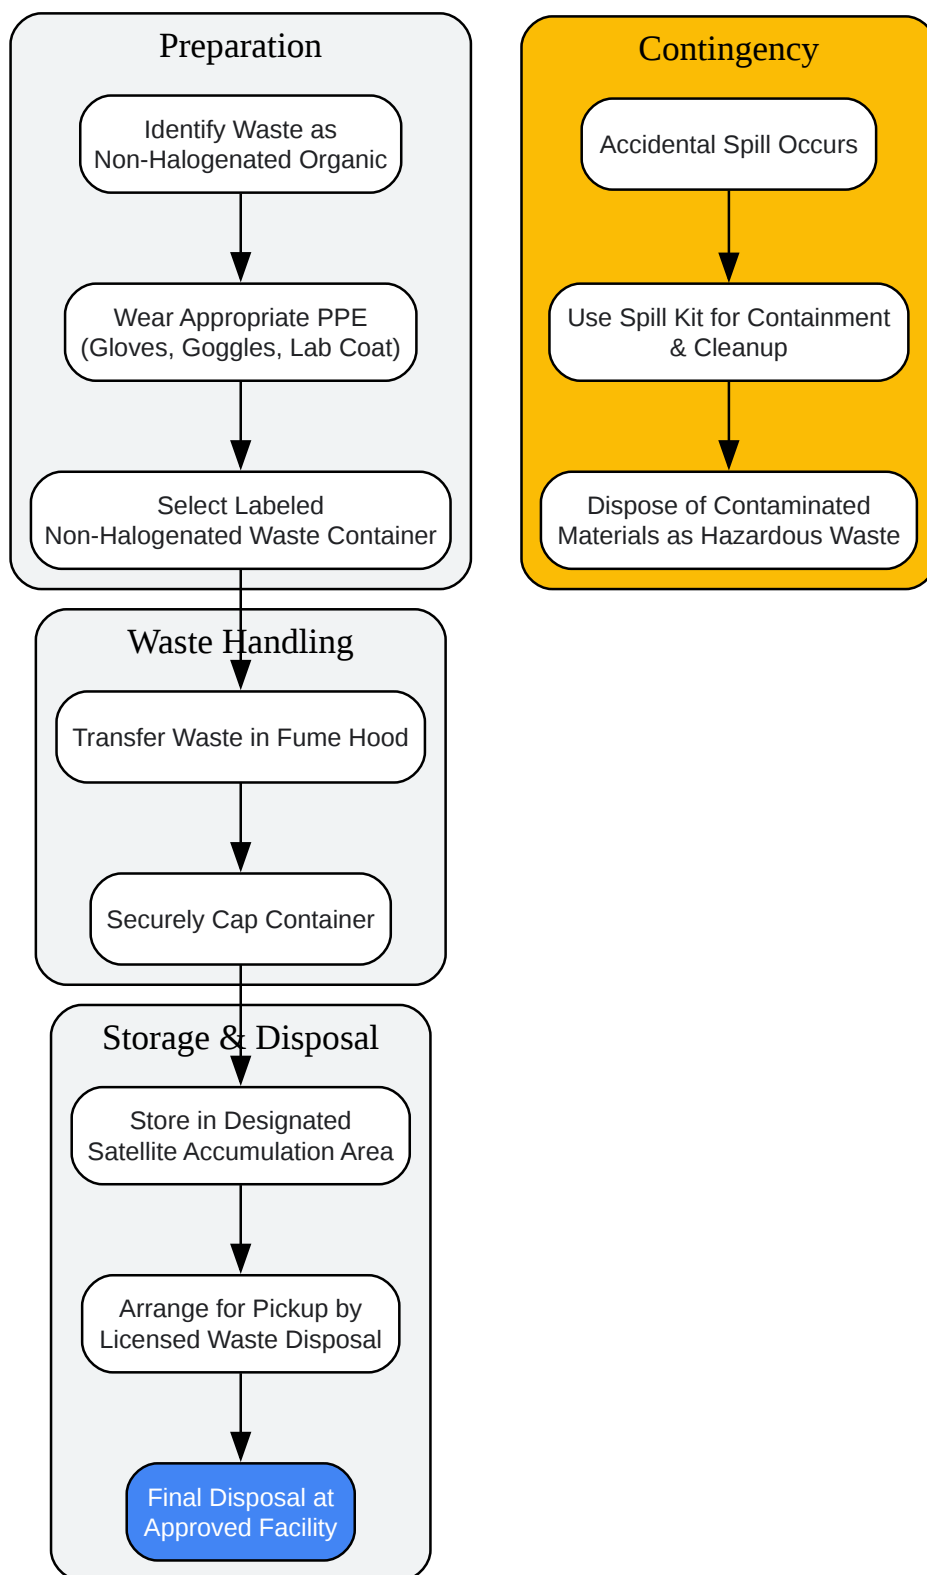 Preparation
Identify Waste as
Non-Halogenated Organic
Wear Appropriate PPE
(Gloves, Goggles, Lab Coat)
Select Labeled
Non-Halogenated Waste Container
Waste Handling
Transfer Waste in Fume Hood
Securely Cap Container
Storage & Disposal
Store in Designated
Satellite Accumulation Area
Arrange for Pickup by
Licensed Waste Disposal
Final Disposal at
Approved Facility
Contingency
Accidental Spill Occurs
Use Spill Kit for Containment
& Cleanup
Dispose of Contaminated
Materials as Hazardous Waste